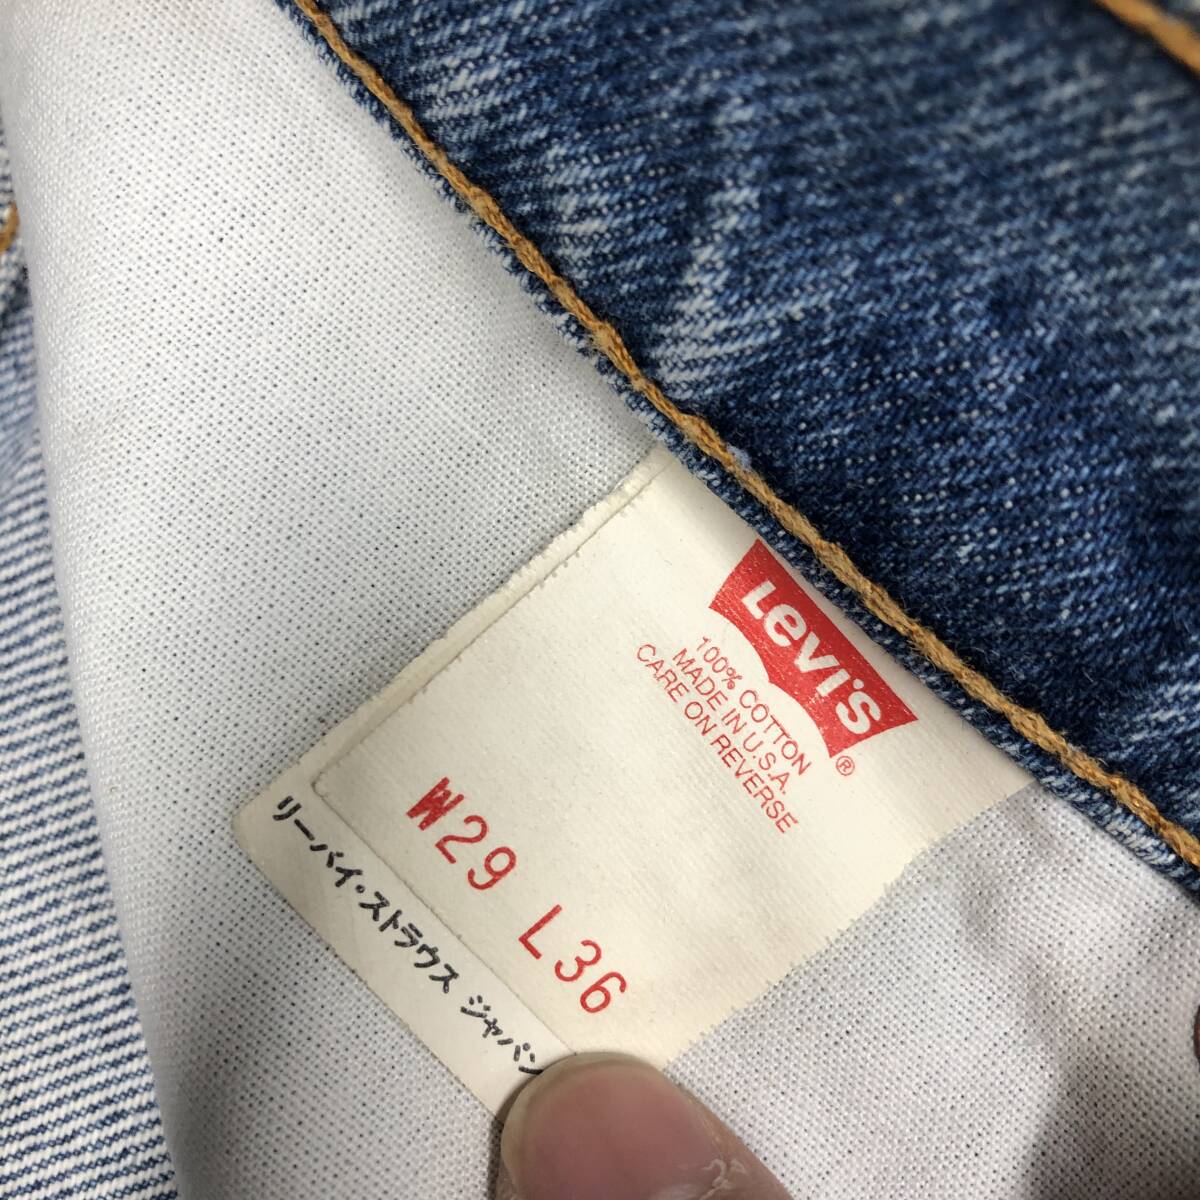 Levi's
®
100% COTTON
MADE IN U.S.A.
CARE ON REVERSE
W29 L36
リーバイ・ストラウス ジャパン